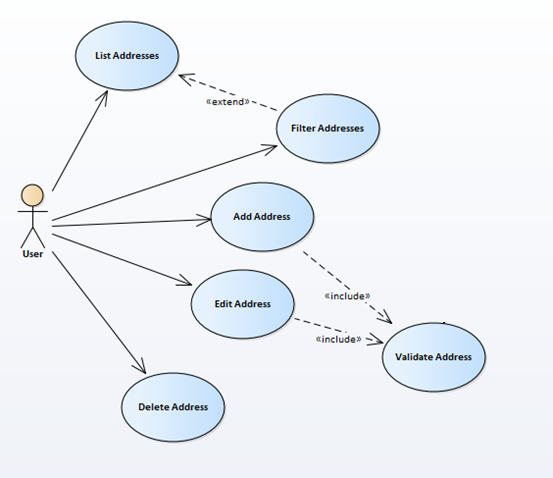 List Addresses
«extend»
Filter Addresses
Add Address
User
«include»
Edit Address
«include»
Validate Address
Delete Address